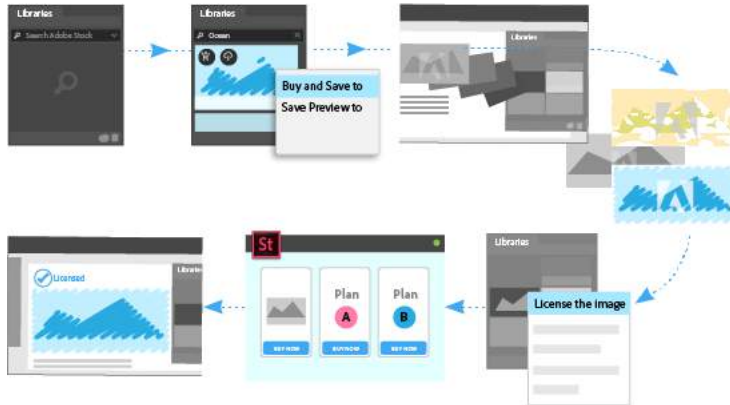 Libraries
Search Adobe Stock
Libraries
Ocean
Buy and Save to
Save Preview to
Libraries
Libraries
License the image
St
Plan
A
Plan
B
BUY NOW
BUY NOW
BUY NOW
Licensed
Libraries